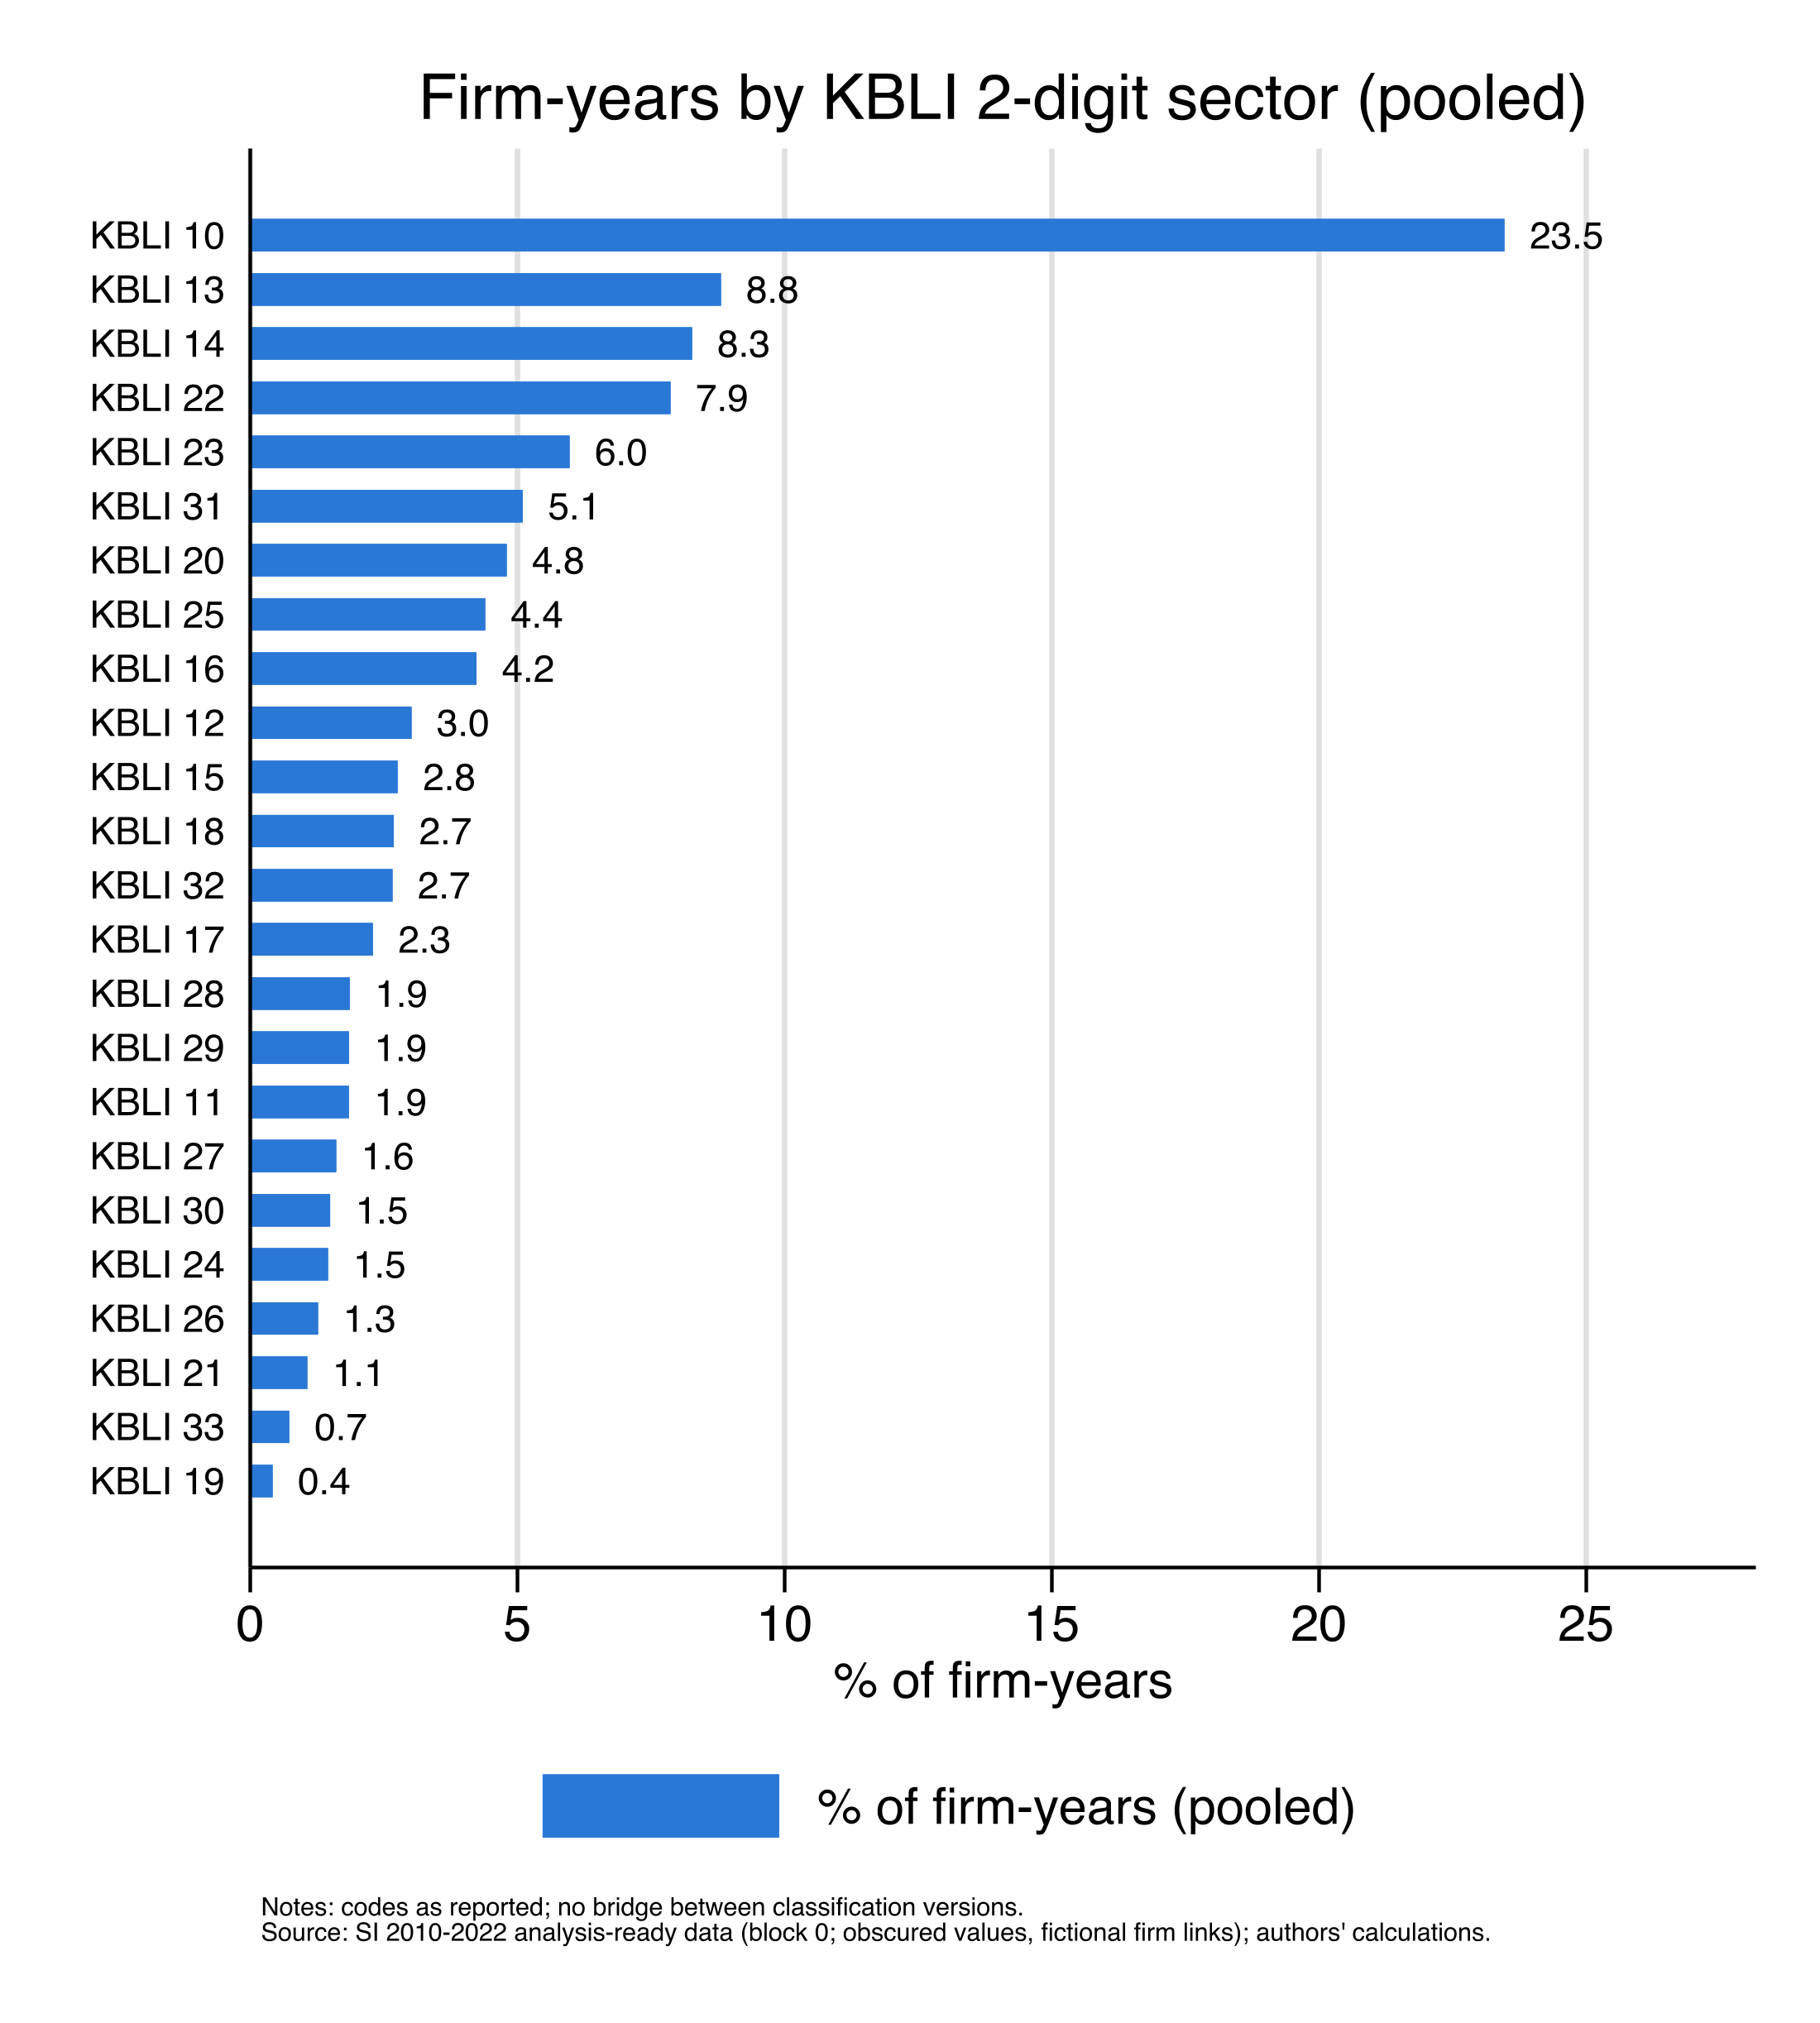 Firm-years by KBLI 2-digit sector (pooled)
KBLI 10 23.5
KBLI 13 8.8
KBLI 14 8.3
KBLI 22 7.9
KBLI 23 6.0
KBLI 31 5.1
KBLI 20 4.8
KBLI 25 4.4
KBLI 16 4.2
KBLI 12 3.0
KBLI 15 2.8
KBLI 18 2.7
KBLI 32 2.7
KBLI 17 2.3
KBLI 28 1.9
KBLI 29 1.9
KBLI 11 1.9
KBLI 27 1.6
KBLI 30 1.5
KBLI 24 1.5
KBLI 26 1.3
KBLI 21 1.1
KBLI 33 0.7
KBLI 19 0.4
0 5 10 15 20 25
% of firm-years
% of firm-years (pooled)
Notes: codes as reported; no bridge between classification versions.
Source: SI 2010-2022 analysis-ready data (block 0; obscured values, fictional firm links); authors' calculations.